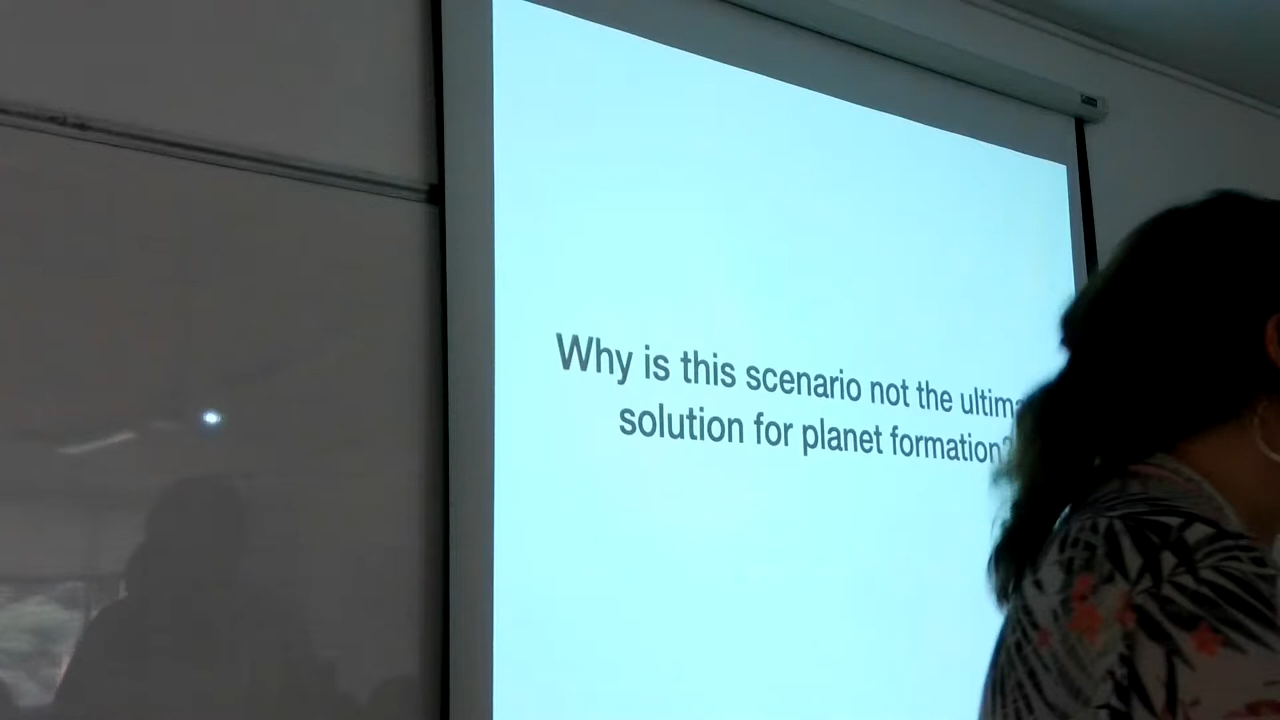 Why is this scenario not the
solution for planet formation?